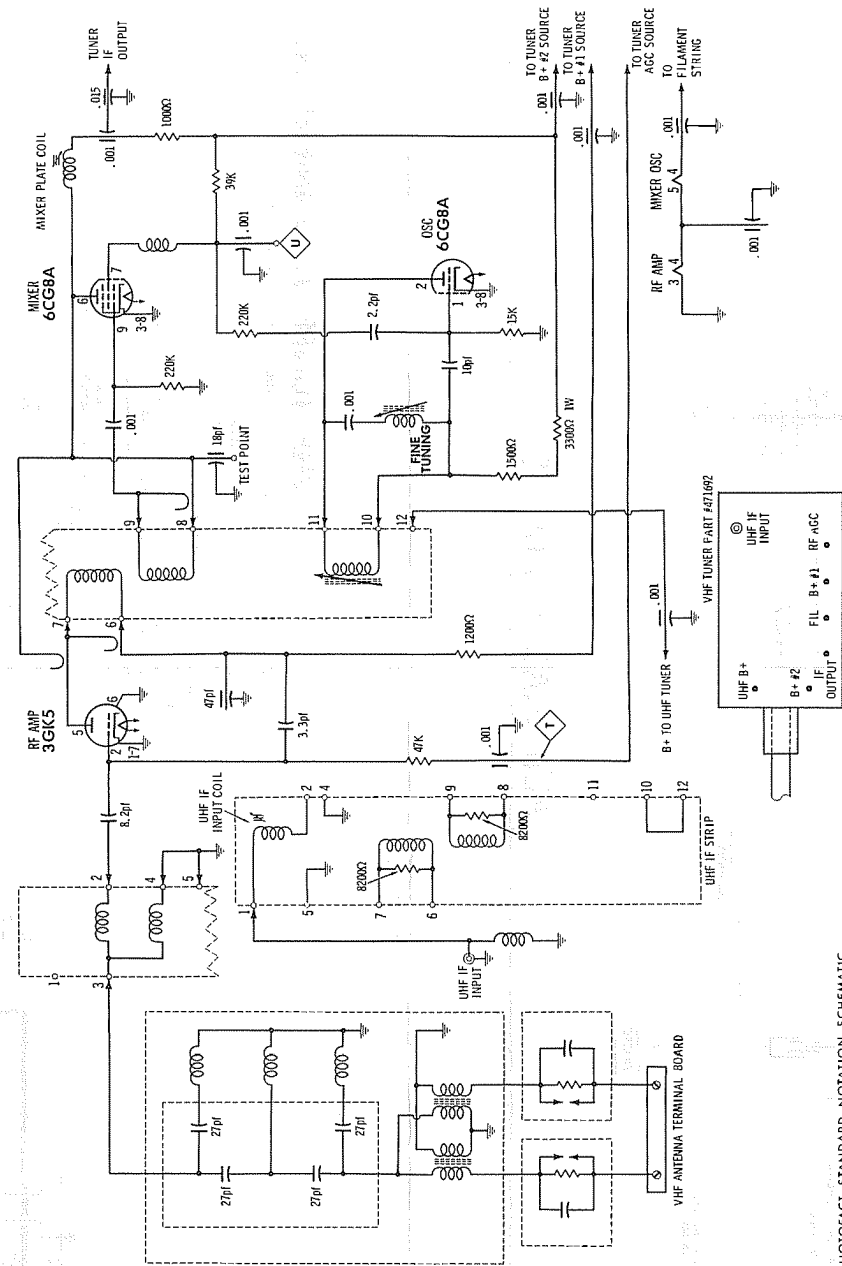 TUNER
IF
OUTPUT
.015
.001
1000Ω
MIXER PLATE COIL
39K
MIXER
6CG8A
6
7
9
3-8
.001
U
220K
.001
220K
18pf
TEST POINT
OSC
6CG8A
2
1
3-8
2.2pf
15K
10pf
.001
FINE
TUNING
1500Ω
3300Ω 1W
TO TUNER
B+ #2 SOURCE
.001
TO TUNER
B+ #1 SOURCE
.001
TO TUNER
AGC SOURCE
TO
FILAMENT
STRING
.001
MIXER OSC
5 4
RF AMP
3 4
.001
9
8
11
10
12
7
6
RF AMP
3GK5
5
6
2
1-7
47pf
3.3pf
1200Ω
47K
.001
T
.001
B+ TO UHF TUNER
8.2pf
2
4
5
1
3
UHF IF
INPUT COIL
1
2
4
5
7
6
8200Ω
9
8
8200Ω
11
10
12
UHF IF STRIP
UHF IF
INPUT
27pf
27pf
27pf
27pf
VHF ANTENNA TERMINAL BOARD
VHF TUNER PART #471692
UHF IF
INPUT
UHF B+
B+ #2
IF
OUTPUT
FIL
B+ #1
RF AGC
HOTOFACT STANDARD NOTATION SCHEMATIC